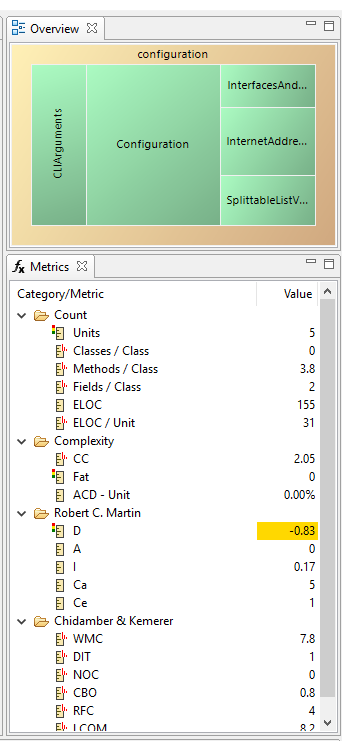 Overview
configuration
CLIArguments
Configuration
InterfacesAnd...
InternetAddre...
SplittableListV...
fx Metrics
Category/Metric Value
Count
Units 5
Classes / Class 0
Methods / Class 3.8
Fields / Class 2
ELOC 155
ELOC / Unit 31
Complexity
CC 2.05
Fat 0
ACD - Unit 0.00%
Robert C. Martin
D -0.83
A 0
I 0.17
Ca 5
Ce 1
Chidamber & Kemerer
WMC 7.8
DIT 1
NOC 0
CBO 0.8
RFC 4
LCOM 8.2